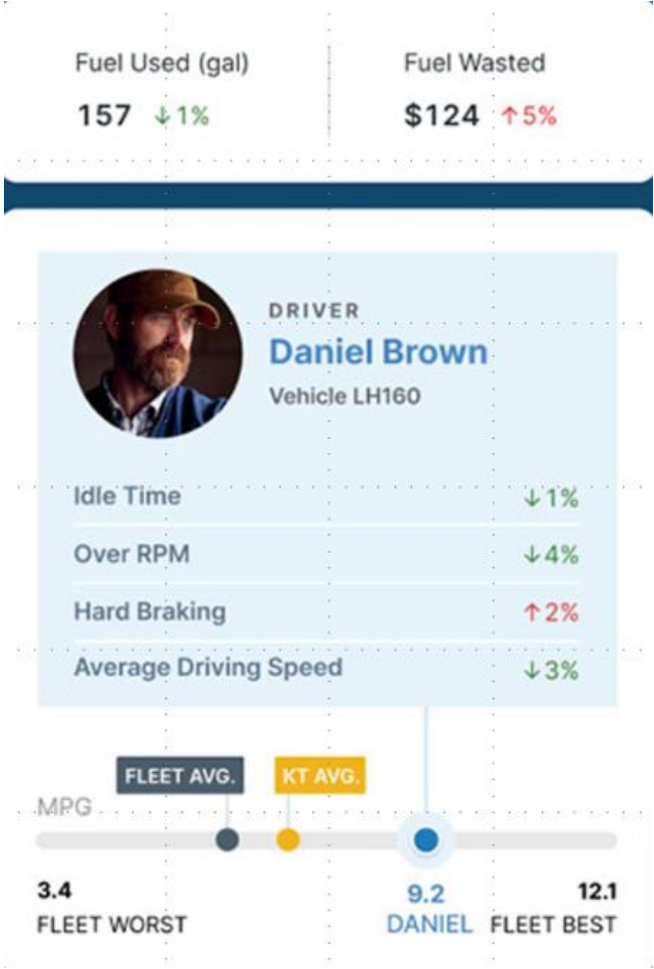 Fuel Used (gal)
157 ↓1%
Fuel Wasted
$124 ↑5%
DRIVER
Daniel Brown
Vehicle LH160
Idle Time ↓1%
Over RPM ↓4%
Hard Braking ↑2%
Average Driving Speed ↓3%
FLEET AVG. KT AVG.
MPG
3.4
FLEET WORST
9.2
DANIEL
12.1
FLEET BEST